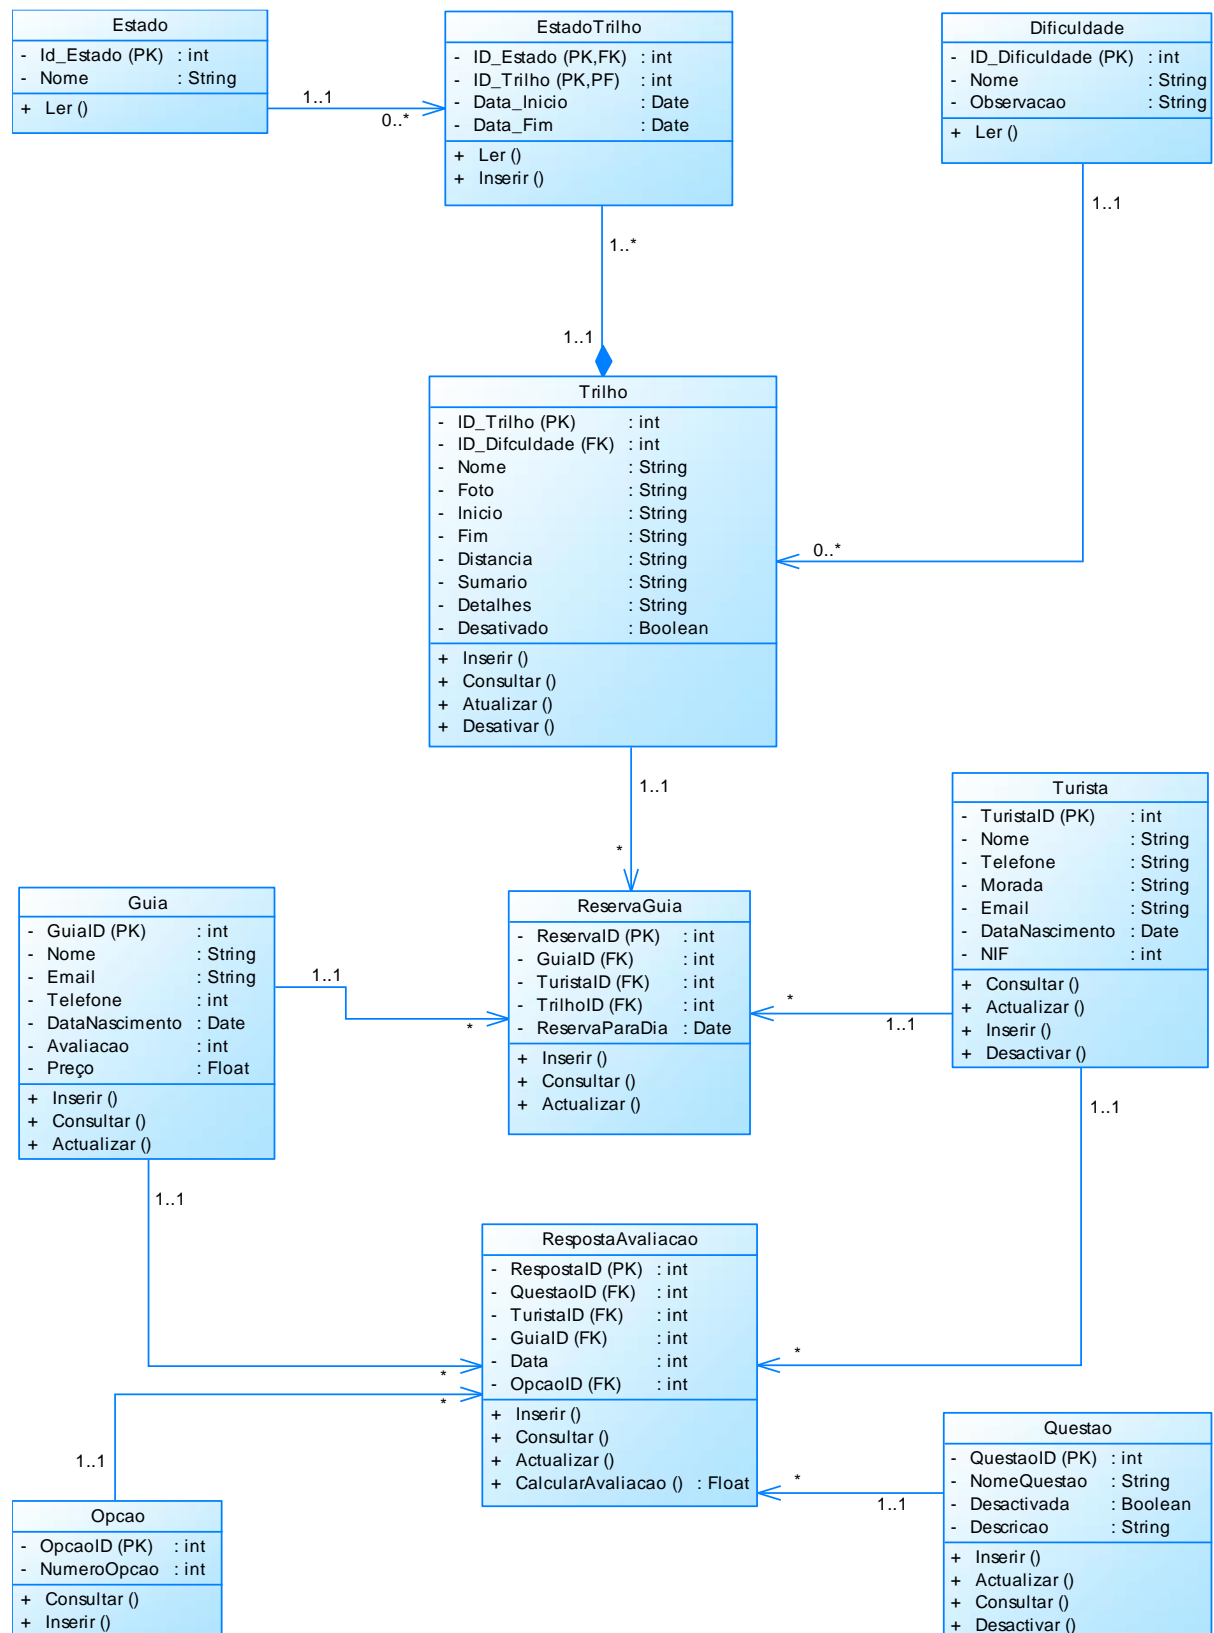 Estado
- Id_Estado (PK) : int
- Nome : String
+ Ler ()
1..1
0..*
EstadoTrilho
- ID_Estado (PK,FK) : int
- ID_Trilho (PK,PF) : int
- Data_Inicio : Date
- Data_Fim : Date
+ Ler ()
+ Inserir ()
Dificuldade
- ID_Dificuldade (PK) : int
- Nome : String
- Observacao : String
+ Ler ()
1..1
1..*
1..1
Trilho
- ID_Trilho (PK) : int
- ID_Difculdade (FK) : int
- Nome : String
- Foto : String
- Inicio : String
- Fim : String
- Distancia : String
- Sumario : String
- Detalhes : String
- Desativado : Boolean
+ Inserir ()
+ Consultar ()
+ Atualizar ()
+ Desativar ()
0..*
1..1
*
Turista
- TuristaID (PK) : int
- Nome : String
- Telefone : String
- Morada : String
- Email : String
- DataNascimento : Date
- NIF : int
+ Consultar ()
+ Actualizar ()
+ Inserir ()
+ Desactivar ()
Guia
- GuiaID (PK) : int
- Nome : String
- Email : String
- Telefone : int
- DataNascimento : Date
- Avaliacao : int
- Preço : Float
+ Inserir ()
+ Consultar ()
+ Actualizar ()
1..1
*
ReservaGuia
- ReservaID (PK) : int
- GuiaID (FK) : int
- TuristaID (FK) : int
- TrilhoID (FK) : int
- ReservaParaDia : Date
+ Inserir ()
+ Consultar ()
+ Actualizar ()
*
1..1
1..1
1..1
RespostaAvaliacao
- RespostaID (PK) : int
- QuestaoID (FK) : int
- TuristaID (FK) : int
- GuiaID (FK) : int
- Data : int
- OpcaoID (FK) : int
+ Inserir ()
+ Consultar ()
+ Actualizar ()
+ CalcularAvaliacao () : Float
*
*
*
*
1..1
1..1
Opcao
- OpcaoID (PK) : int
- NumeroOpcao : int
+ Consultar ()
+ Inserir ()
Questao
- QuestaoID (PK) : int
- NomeQuestao : String
- Desactivada : Boolean
- Descricao : String
+ Inserir ()
+ Actualizar ()
+ Consultar ()
+ Desactivar ()